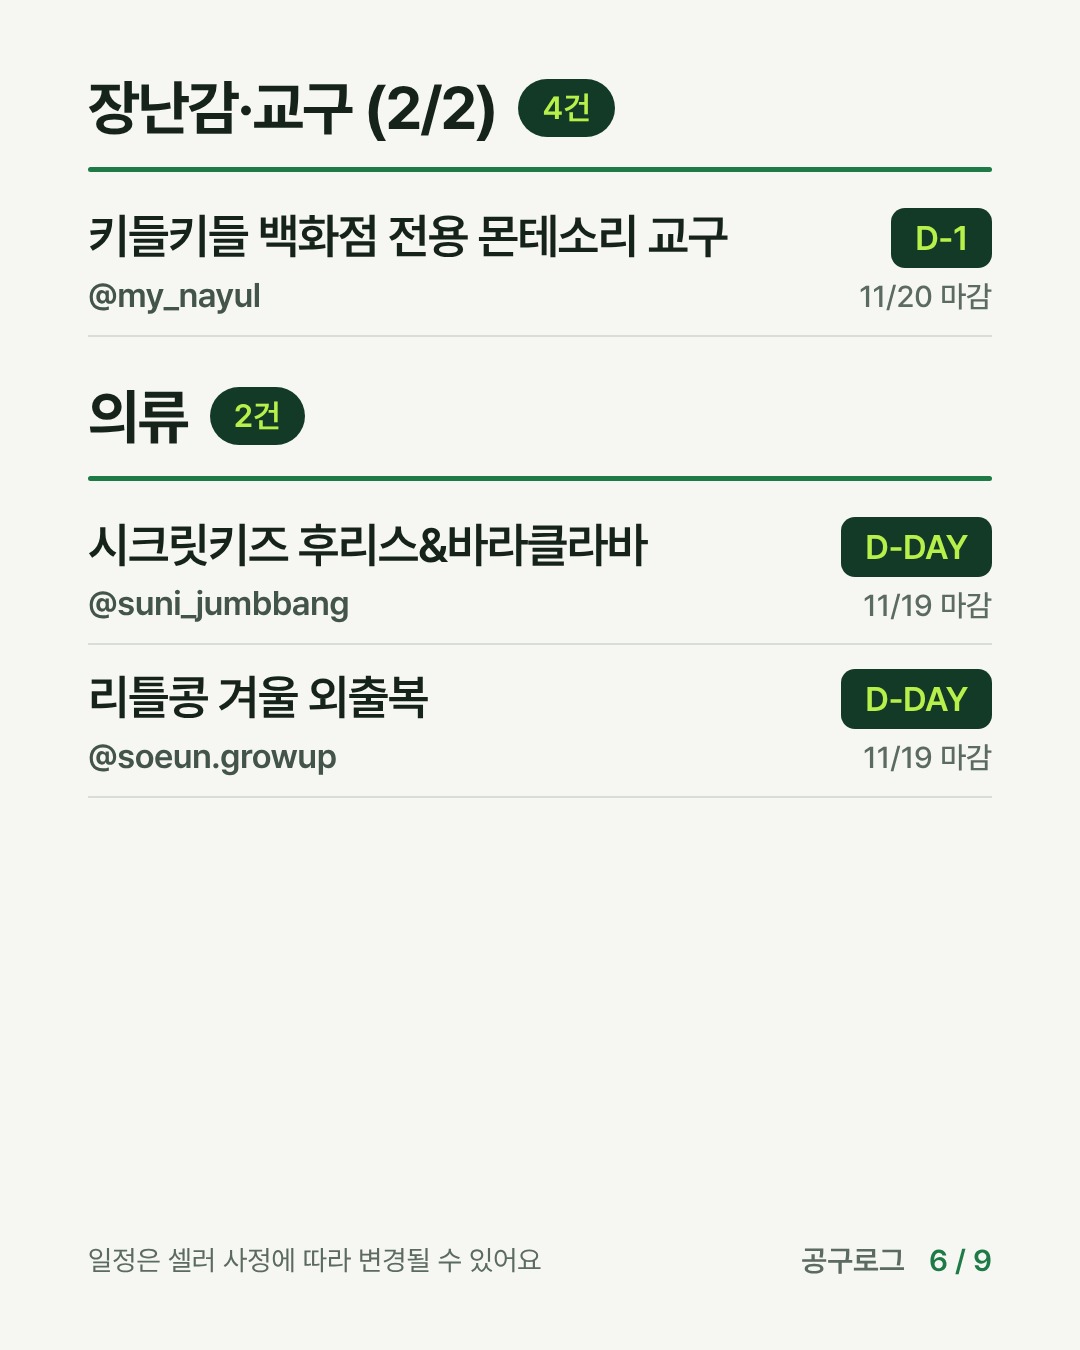 장난감·교구 (2/2) 4건
키들키들 백화점 전용 몬테소리 교구 D-1
@my_nayul 11/20 마감
의류 2건
시크릿키즈 후리스&바라클라바 D-DAY
@suni_jumbbang 11/19 마감
리틀콩 겨울 외출복 D-DAY
@soeun.growup 11/19 마감
일정은 셀러 사정에 따라 변경될 수 있어요 공구로그 6 / 9